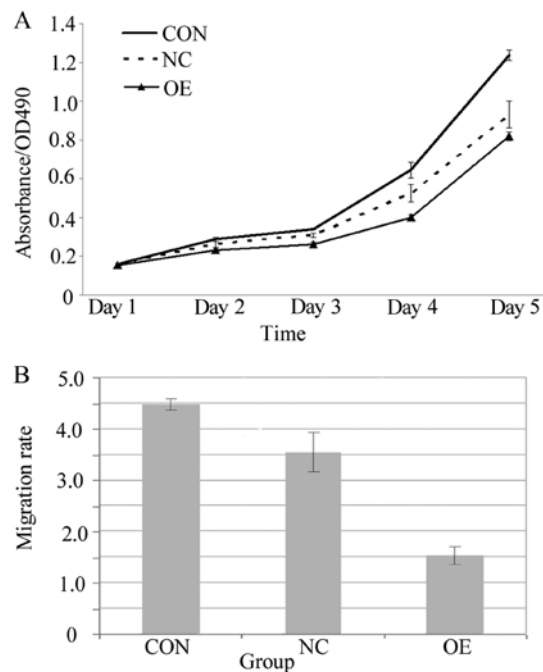 A
CON
NC
OE
Absorbance/OD490
1.4
1.2
1.0
0.8
0.6
0.4
0.2
0
Day 1 Day 2 Day 3 Day 4 Day 5
Time
B
Migration rate
5.0
4.0
3.0
2.0
1.0
0
CON NC OE
Group